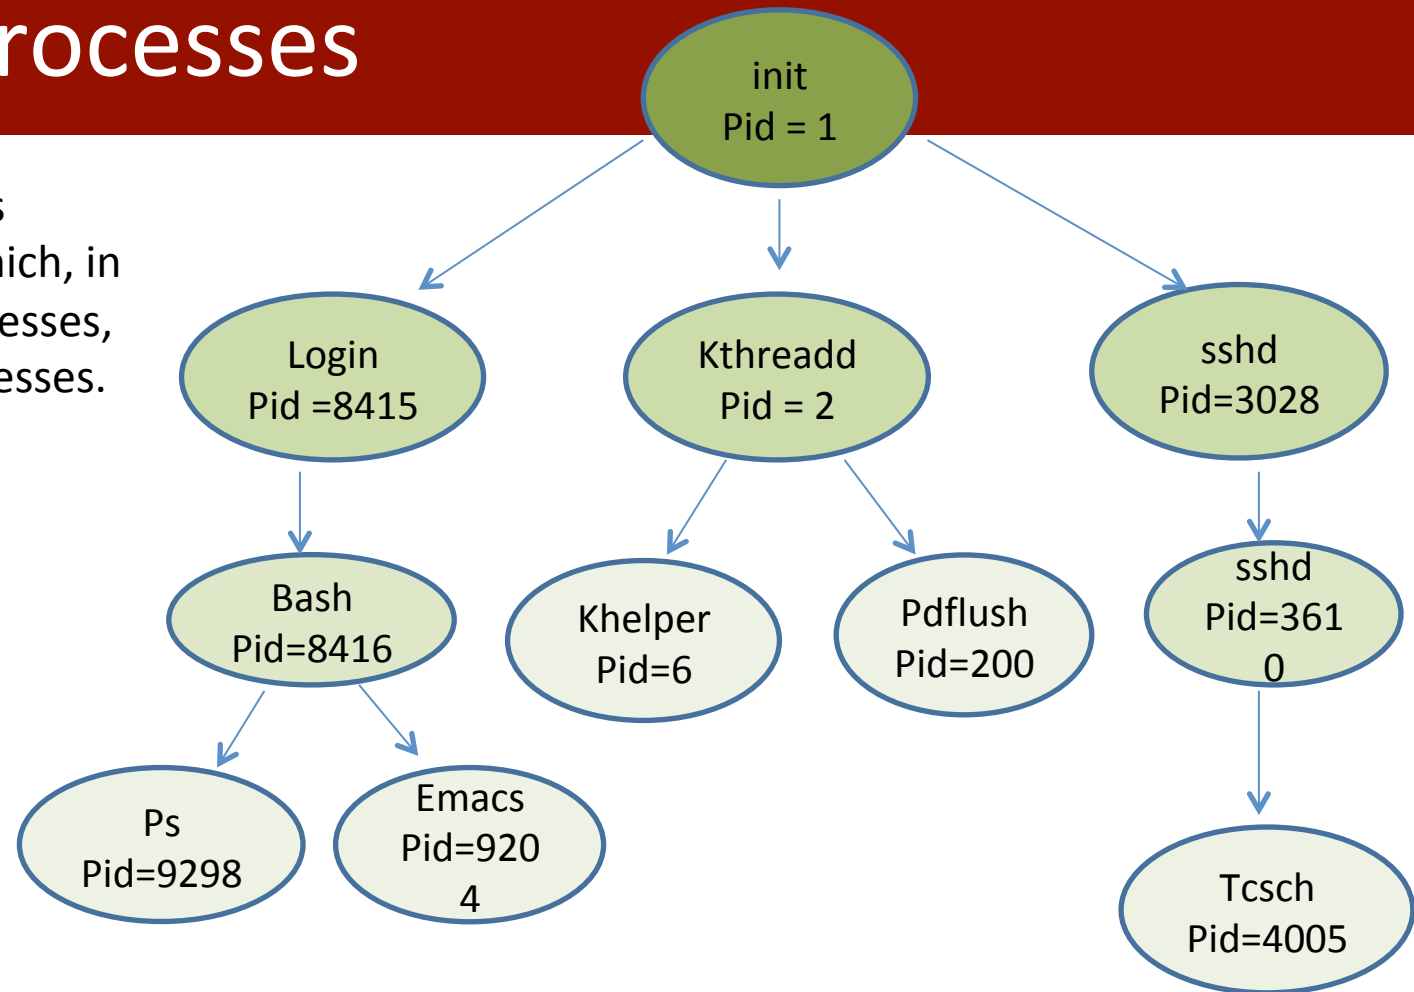 rocesses
init
Pid = 1
s
ich, in
esses,
esses.
Login
Pid =8415
Kthreadd
Pid = 2
sshd
Pid=3028
Bash
Pid=8416
Khelper
Pid=6
Pdflush
Pid=200
sshd
Pid=361
0
Ps
Pid=9298
Emacs
Pid=920
4
Tcsch
Pid=4005